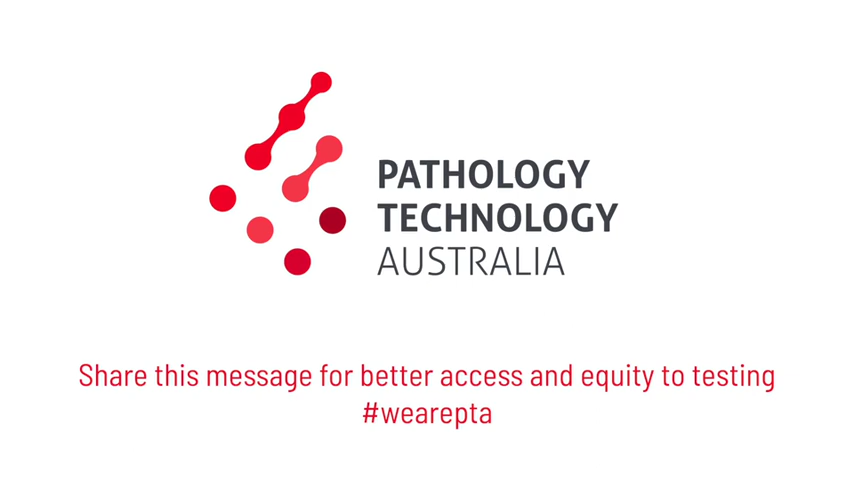 PATHOLOGY
TECHNOLOGY
AUSTRALIA
Share this message for better access and equity to testing
#wearepta